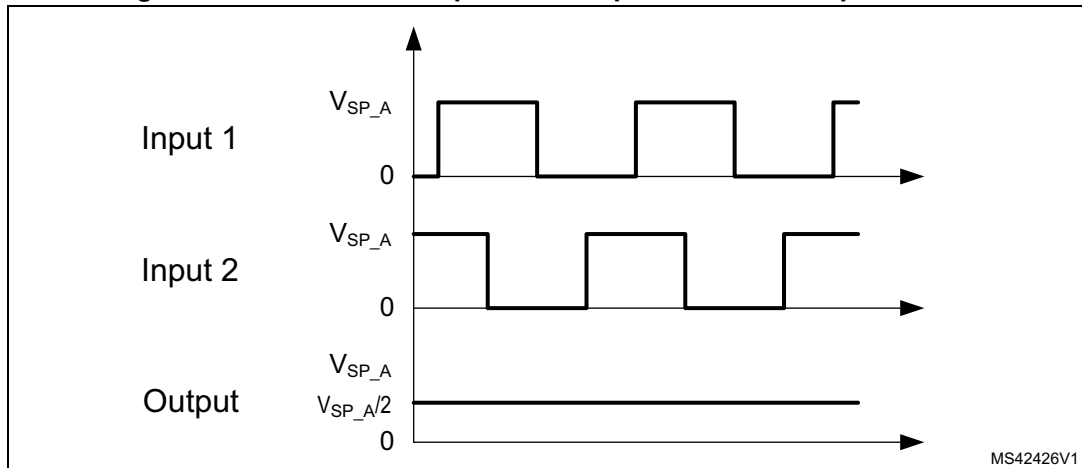 V_SP_A
Input 1
0
V_SP_A
Input 2
0
V_SP_A
Output
V_SP_A/2
0
MS42426V1